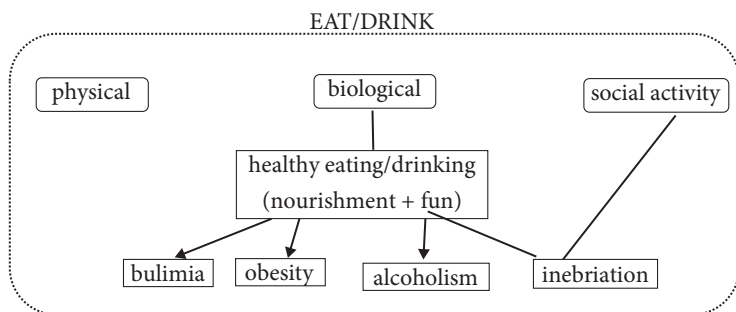 EAT/DRINK
physical
biological
social activity
healthy eating/drinking
(nourishment + fun)
bulimia
obesity
alcoholism
inebriation